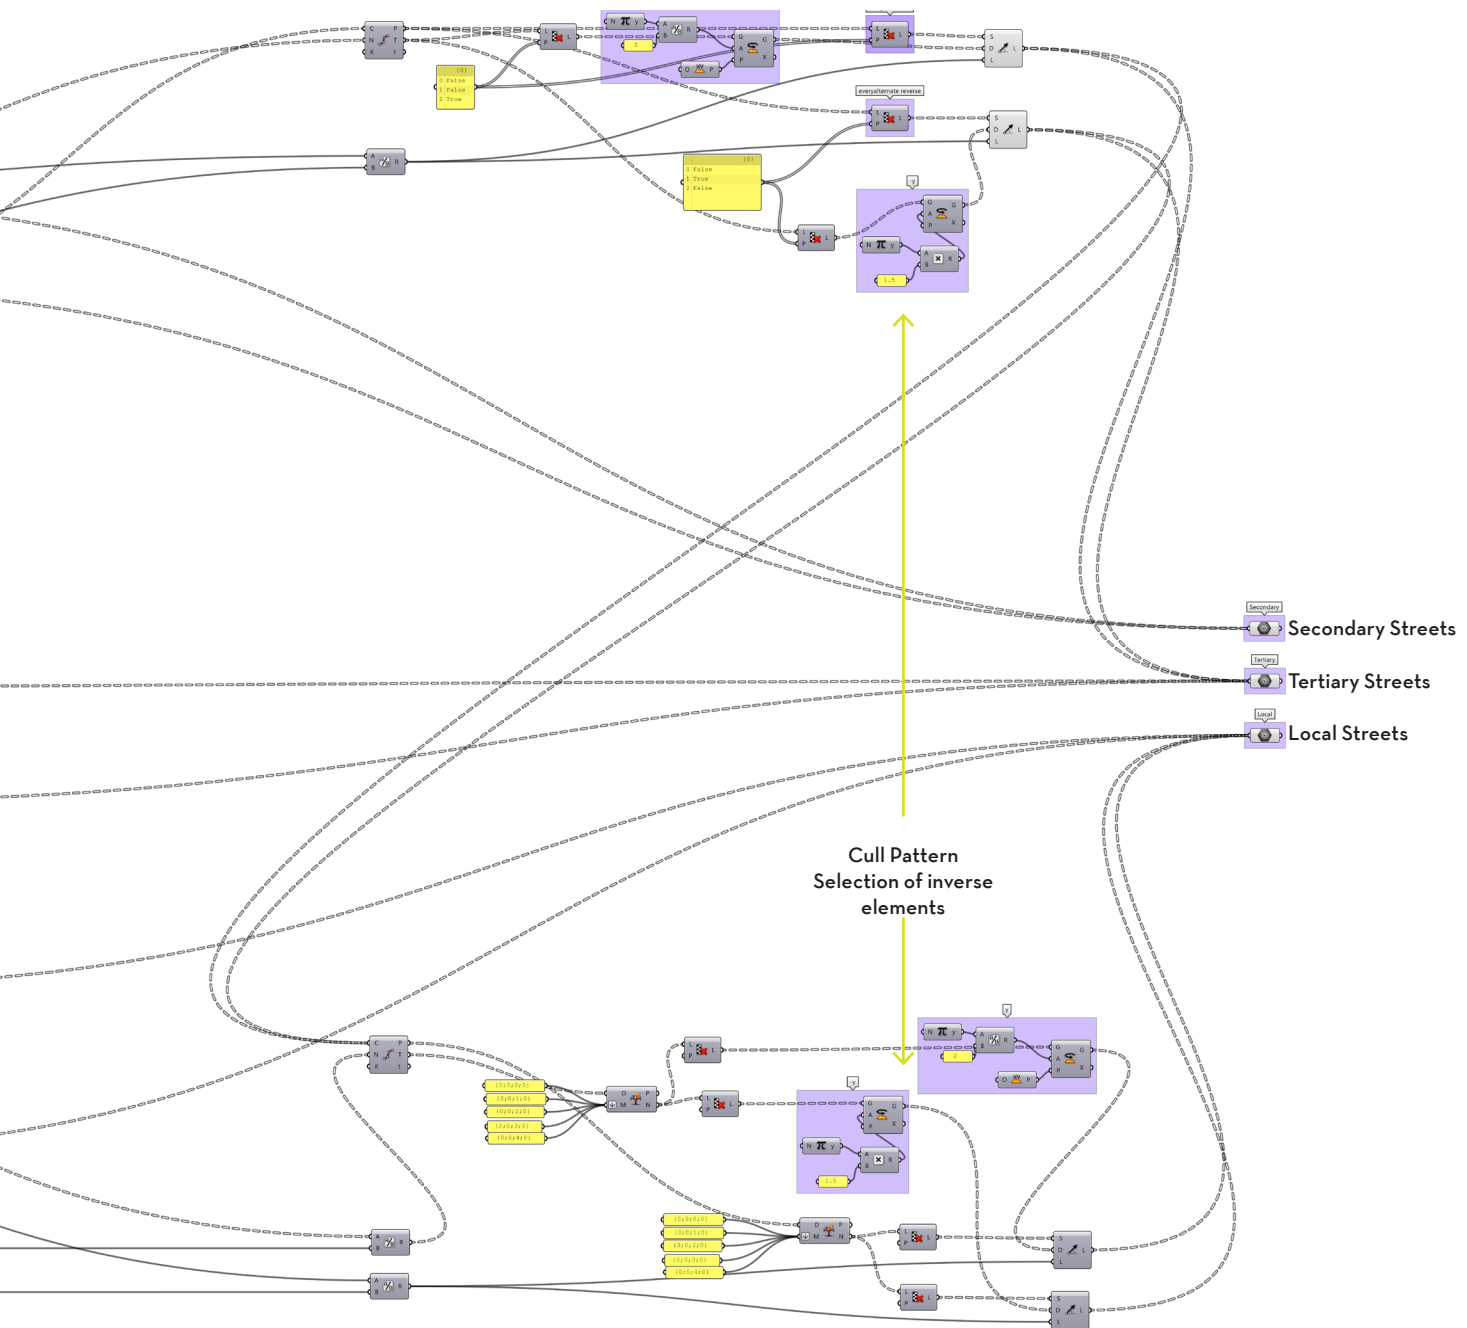 C P
N T
K t
L L
P
N y
A R
B
2
G G
A
P X
O P
L L
P
S
D L
L
{0}
0 False
1 False
2 True
everyalternate reverse
L L
P
S
D L
L
A R
B
{0}
0 False
1 True
2 False
-y
G G
A
P X
L L
P
N y
A R
B
1.5
Secondary
Secondary Streets
Tertiary
Tertiary Streets
Local
Local Streets
Cull Pattern
Selection of inverse
elements
y
N y
A R
B
2
G G
A
P X
O P
C P
N T
K t
L L
P
{0;0;0;0}
{0;0;1;0}
{0;0;2;0}
{0;0;3;0}
{0;0;4;0}
D P
M N
L L
P
-y
G G
A
P X
N y
A R
B
1.5
{0;0;0;0}
{0;0;1;0}
{0;0;2;0}
{0;0;3;0}
{0;0;4;0}
D P
M N
L L
P
S
D L
L
A R
B
A R
B
L L
P
S
D L
L